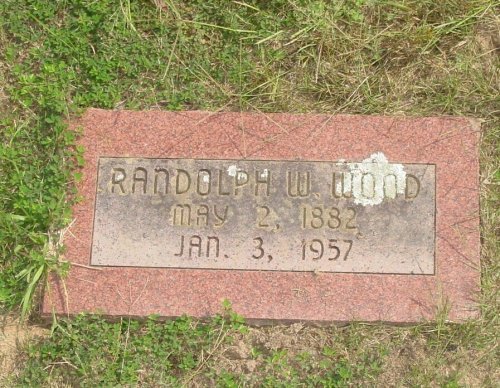 RANDOLPH W. WOOD
MAY 2, 1882
JAN. 3, 1957